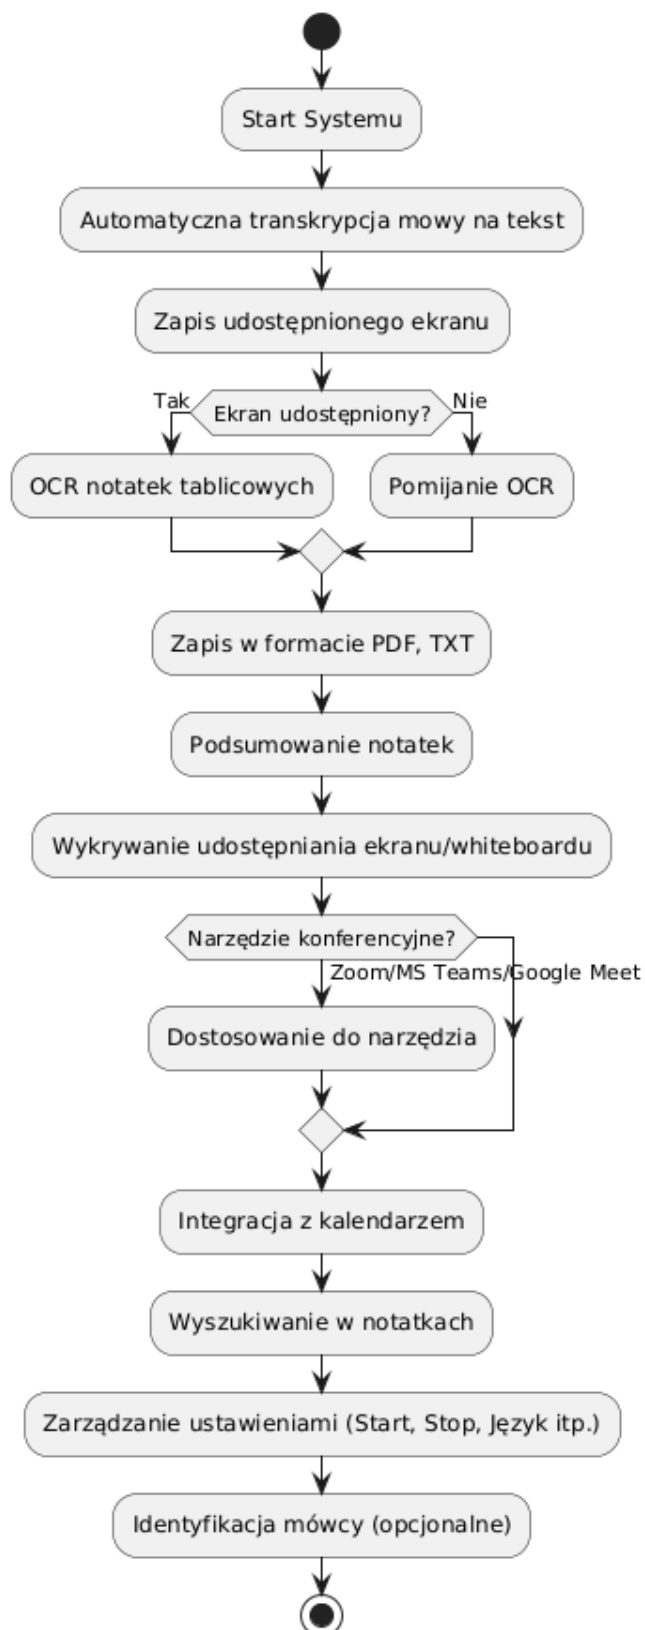 Start Systemu
Automatyczna transkrypcja mowy na tekst
Zapis udostępnionego ekranu
Tak
Ekran udostępniony?
Nie
OCR notatek tablicowych
Pomijanie OCR
Zapis w formacie PDF, TXT
Podsumowanie notatek
Wykrywanie udostępniania ekranu/whiteboardu
Narzędzie konferencyjne?
Zoom/MS Teams/Google Meet
Dostosowanie do narzędzia
Integracja z kalendarzem
Wyszukiwanie w notatkach
Zarządzanie ustawieniami (Start, Stop, Język itp.)
Identyfikacja mówcy (opcjonalne)